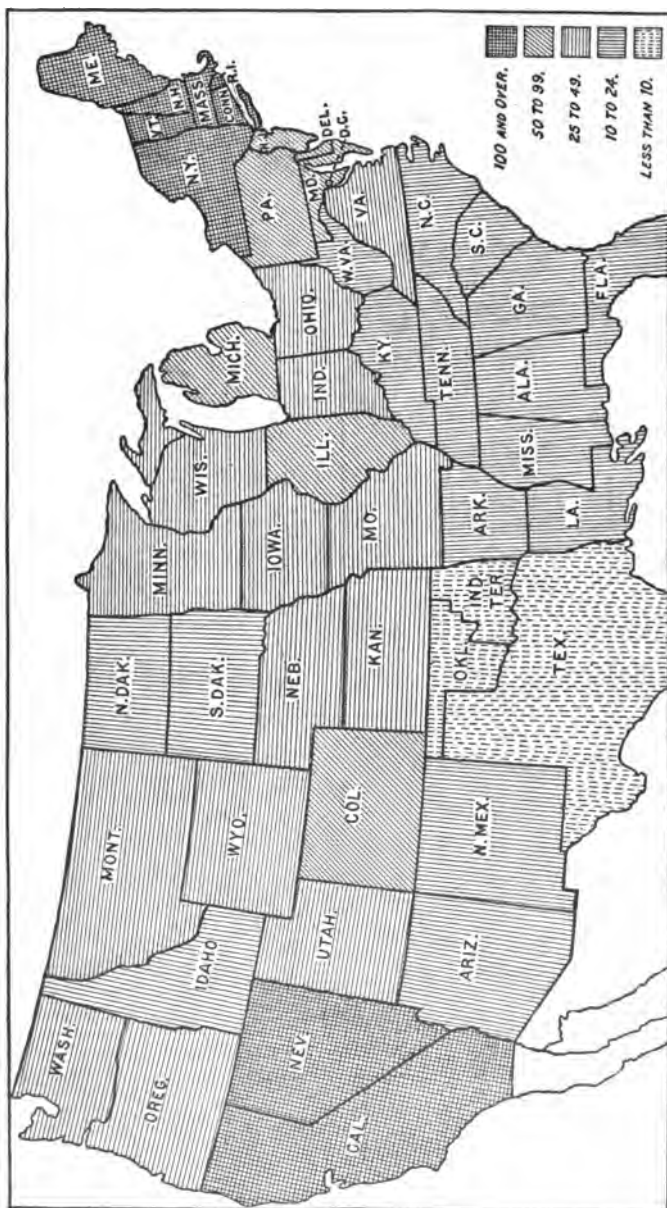 WASH.
OREG.
CAL.
NEV.
IDAHO
MONT.
WYO.
UTAH.
ARIZ.
COL.
N. MEX.
N. DAK.
S. DAK.
NEB.
KAN.
OKL.
IND.
TER.
TEX.
MINN.
IOWA.
MO.
ARK.
LA.
WIS.
ILL.
MICH.
IND.
OHIO.
KY.
TENN.
MISS.
ALA.
GA.
FLA.
S.C.
N.C.
VA.
W.VA.
MD.
DEL.
D.C.
PA.
N.Y.
VT.
N.H.
MASS.
CONN.
R.I.
ME.
100 AND OVER.
50 TO 99.
25 TO 49.
10 TO 24.
LESS THAN 10.